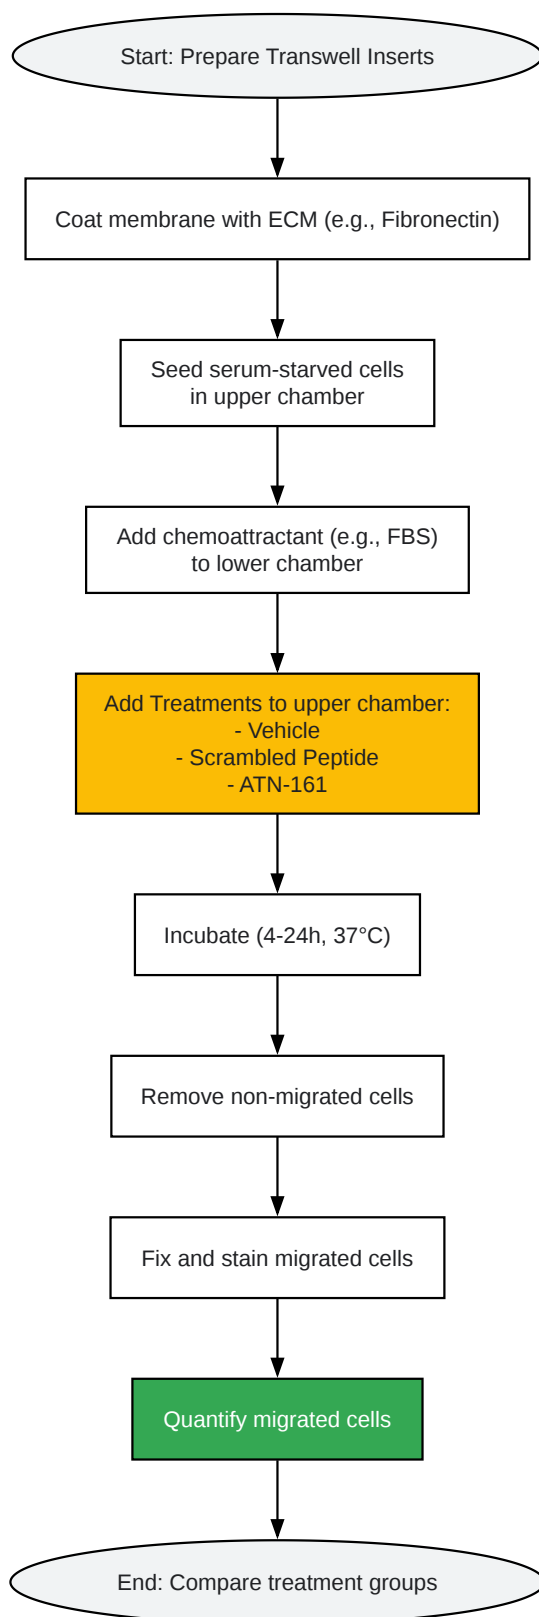 Start: Prepare Transwell Inserts
Coat membrane with ECM (e.g., Fibronectin)
Seed serum-starved cells
in upper chamber
Add chemoattractant (e.g., FBS)
to lower chamber
Add Treatments to upper chamber:
- Vehicle
- Scrambled Peptide
- ATN-161
Incubate (4-24h, 37°C)
Remove non-migrated cells
Fix and stain migrated cells
Quantify migrated cells
End: Compare treatment groups